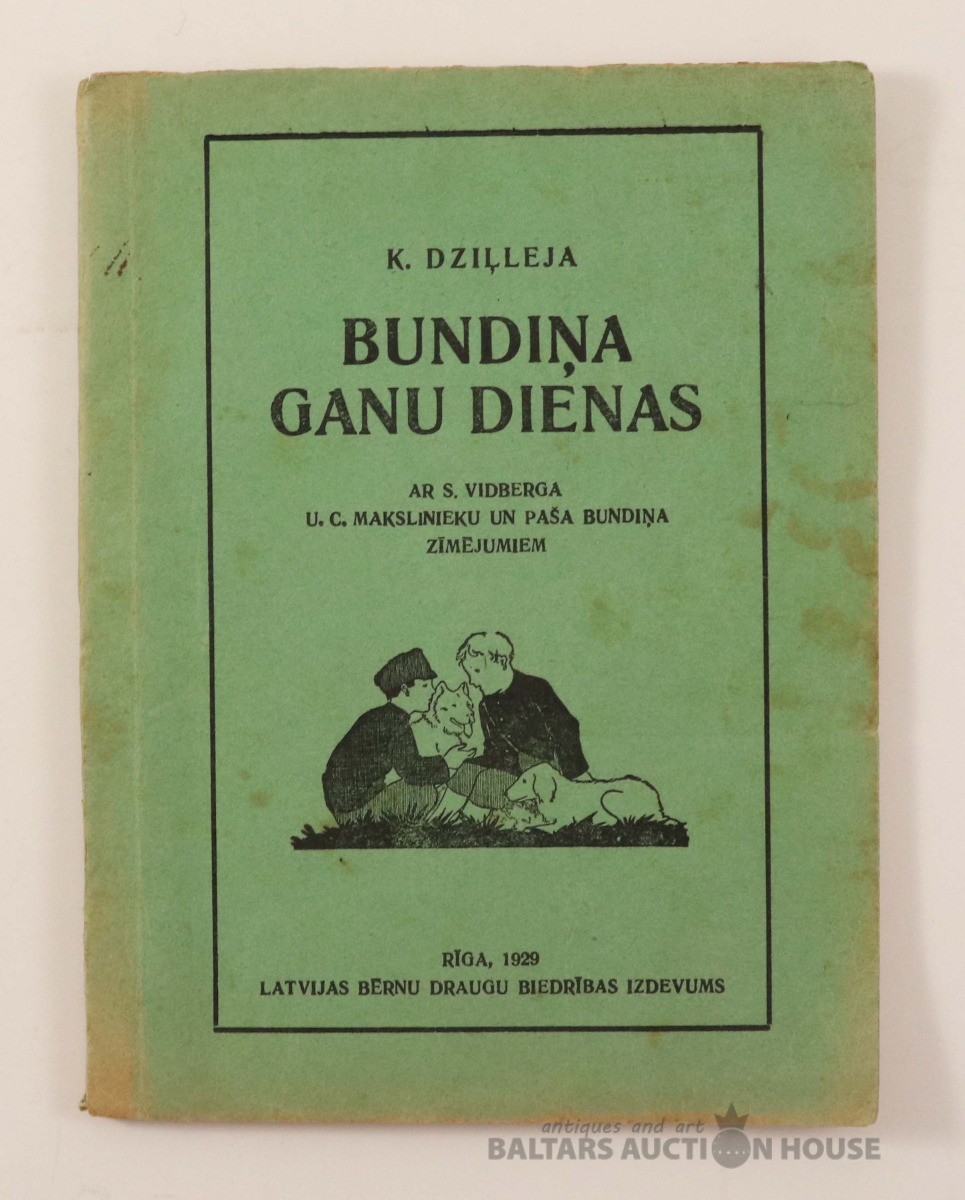 K. DZIĻLEJA
BUNDIŅA
GANU DIENAS
AR S. VIDBERGA
U. C. MAKSLINIEKU UN PAŠA BUNDIŅA
ZĪMĒJUMIEM
RĪGA, 1929
LATVIJAS BĒRNU DRAUGU BIEDRĪBAS IZDEVUMS
antiques and art
BALTARS AUCTION HOUSE